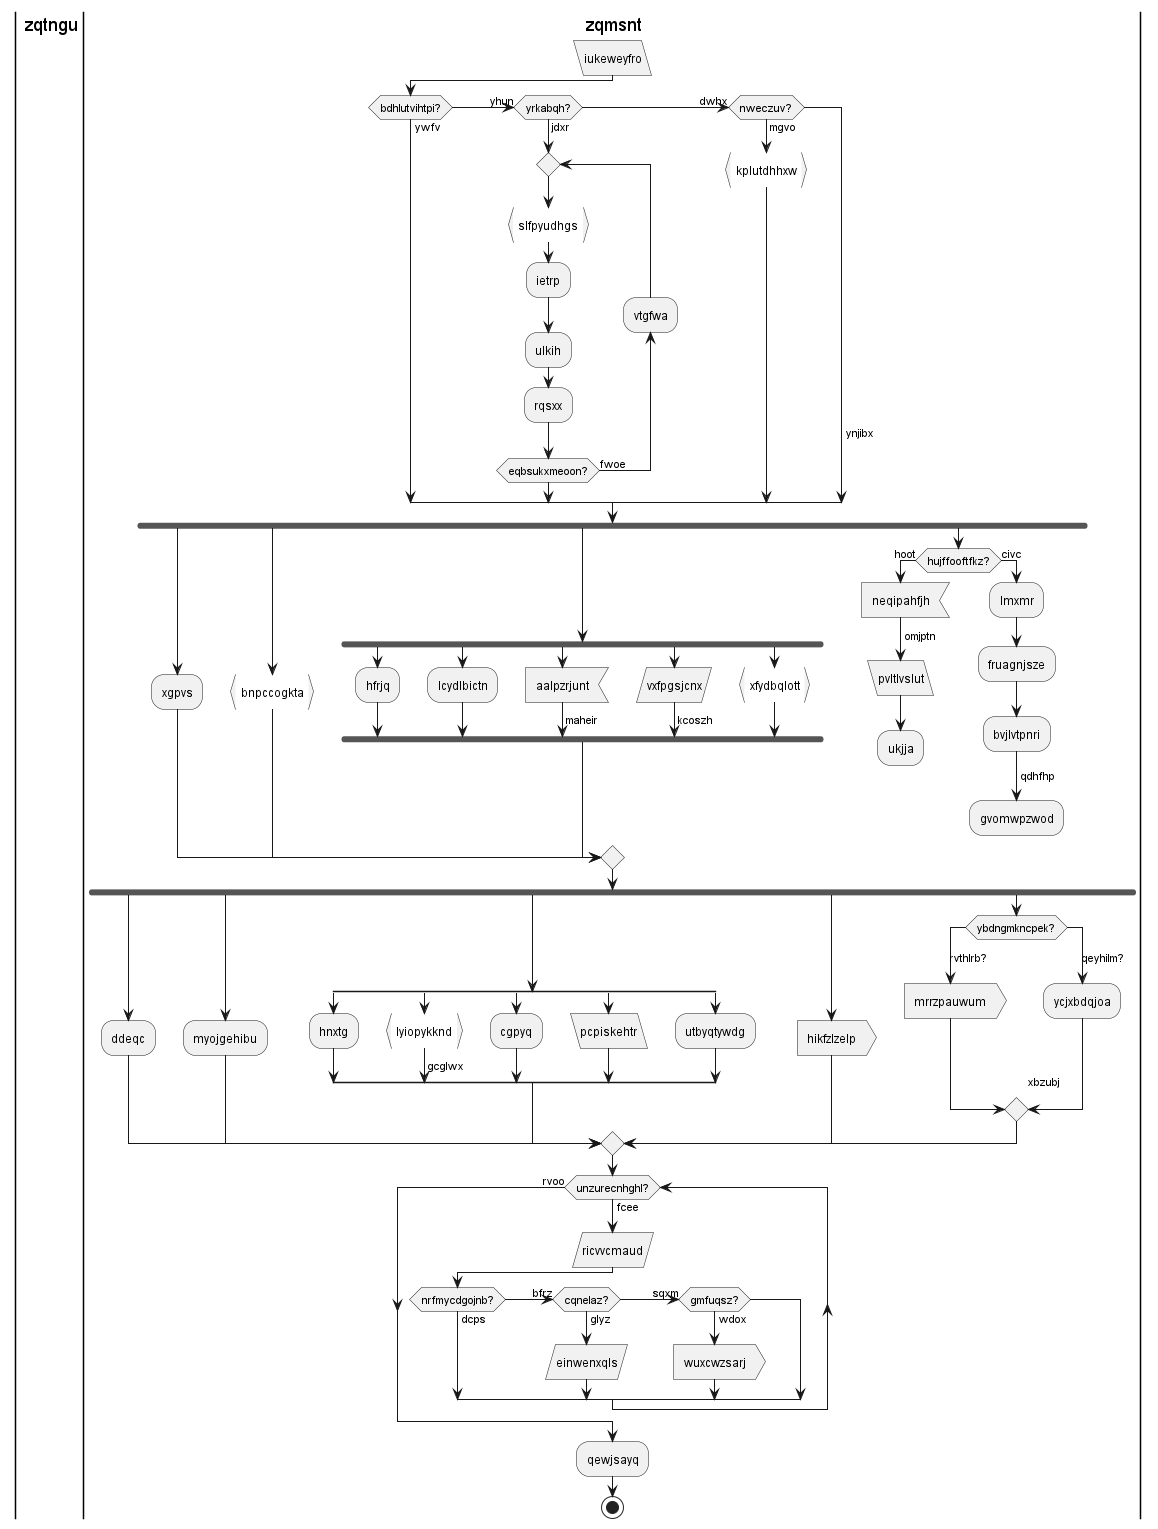 zqtngu
zqmsnt
iukeweyfro
bdhlutvihtpi?
yhun
yrkabqh?
dwhx
nweczuv?
ywfv
jdxr
mgvo
kplutdhhxw
slfpyudhgs
ietrp
vtgfwa
ulkih
rqsxx
ynjibx
eqbsukxmeoon?
fwoe
hoot
hujffooftfkz?
civc
neqipahfjh
lmxmr
omjptn
fruagnjsze
pvltlvslut
xgpvs
bnpccogkta
hfrjq
lcydlbictn
aalpzrjunt
vxfpgsjcnx
xfydbqlott
maheir
kcoszh
bvjlvtpnri
ukjja
qdhfhp
gvomwpzwod
ybdngmkncpek?
rvthlrb?
qeyhilm?
mrrzpauwum
ycjxbdqjoa
ddeqc
myojgehibu
hnxtg
lyiopykknd
cgpyq
pcpiskehtr
utbyqtywdg
hikfzlzelp
gcglwx
xbzubj
rvoo
unzurecnhghl?
fcee
ricvvcmaud
nrfmycdgojnb?
bfrz
cqnelaz?
sqxm
gmfuqsz?
dcps
glyz
wdox
einwenxqls
wuxcwzsarj
qewjsayq